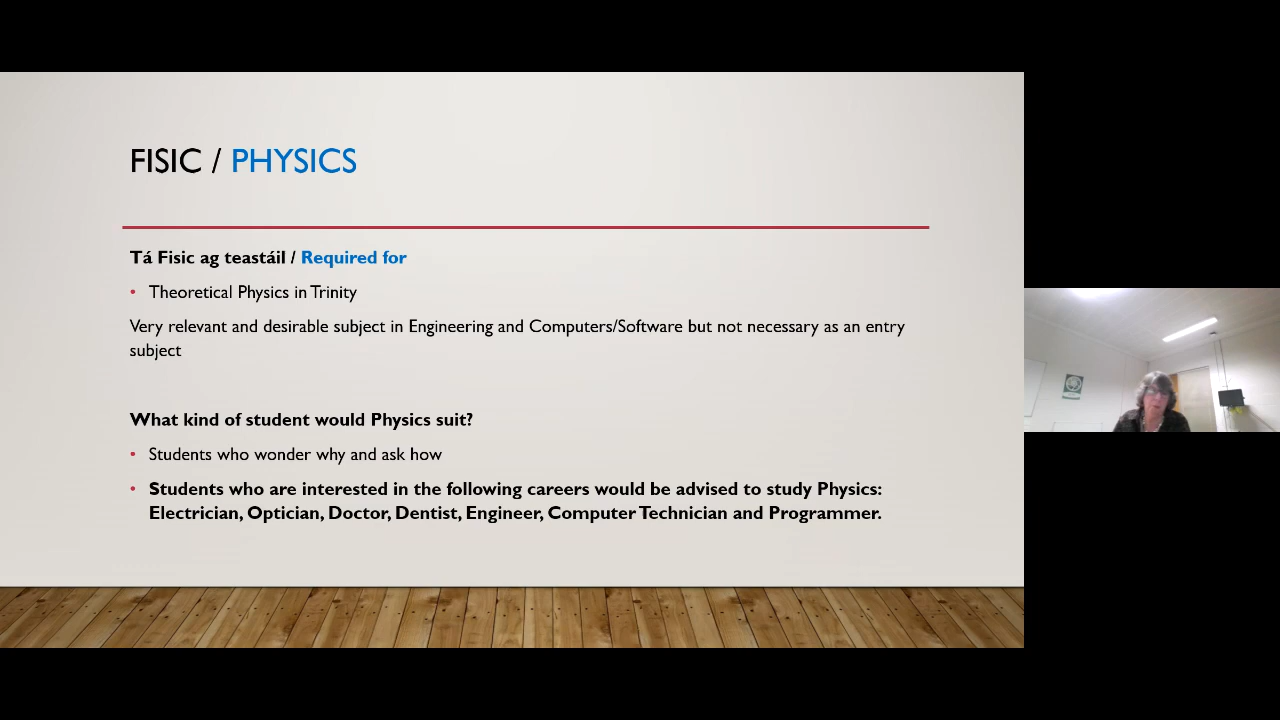 FISIC / PHYSICS
Tá Fisic ag teastáil / Required for
• Theoretical Physics in Trinity
Very relevant and desirable subject in Engineering and Computers/Software but not necessary as an entry
subject
What kind of student would Physics suit?
• Students who wonder why and ask how
• Students who are interested in the following careers would be advised to study Physics:
Electrician, Optician, Doctor, Dentist, Engineer, Computer Technician and Programmer.